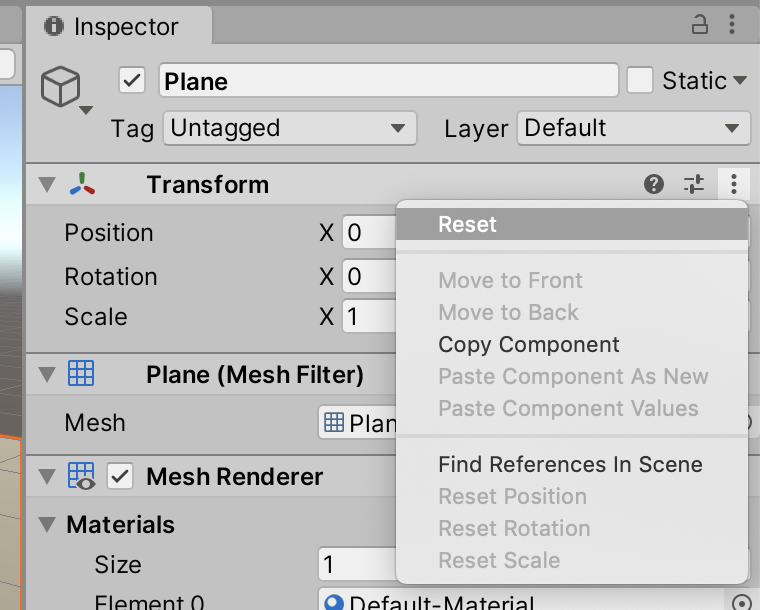 Inspector
Plane
Static
Tag Untagged Layer Default
Transform
Position X 0
Rotation X 0
Scale X 1
Reset
Move to Front
Move to Back
Copy Component
Paste Component As New
Paste Component Values
Find References In Scene
Reset Position
Reset Rotation
Reset Scale
Plane (Mesh Filter)
Mesh Plan
Mesh Renderer
Materials
Size 1
Element 0 Default-Material